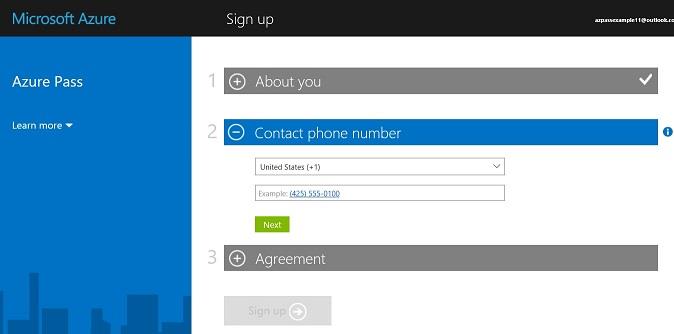 Microsoft Azure
Sign up
azpassexample11@outlook.co
Azure Pass
Learn more
1 About you
2 Contact phone number
United States (+1)
Example: (425) 555-0100
Next
3 Agreement
Sign up